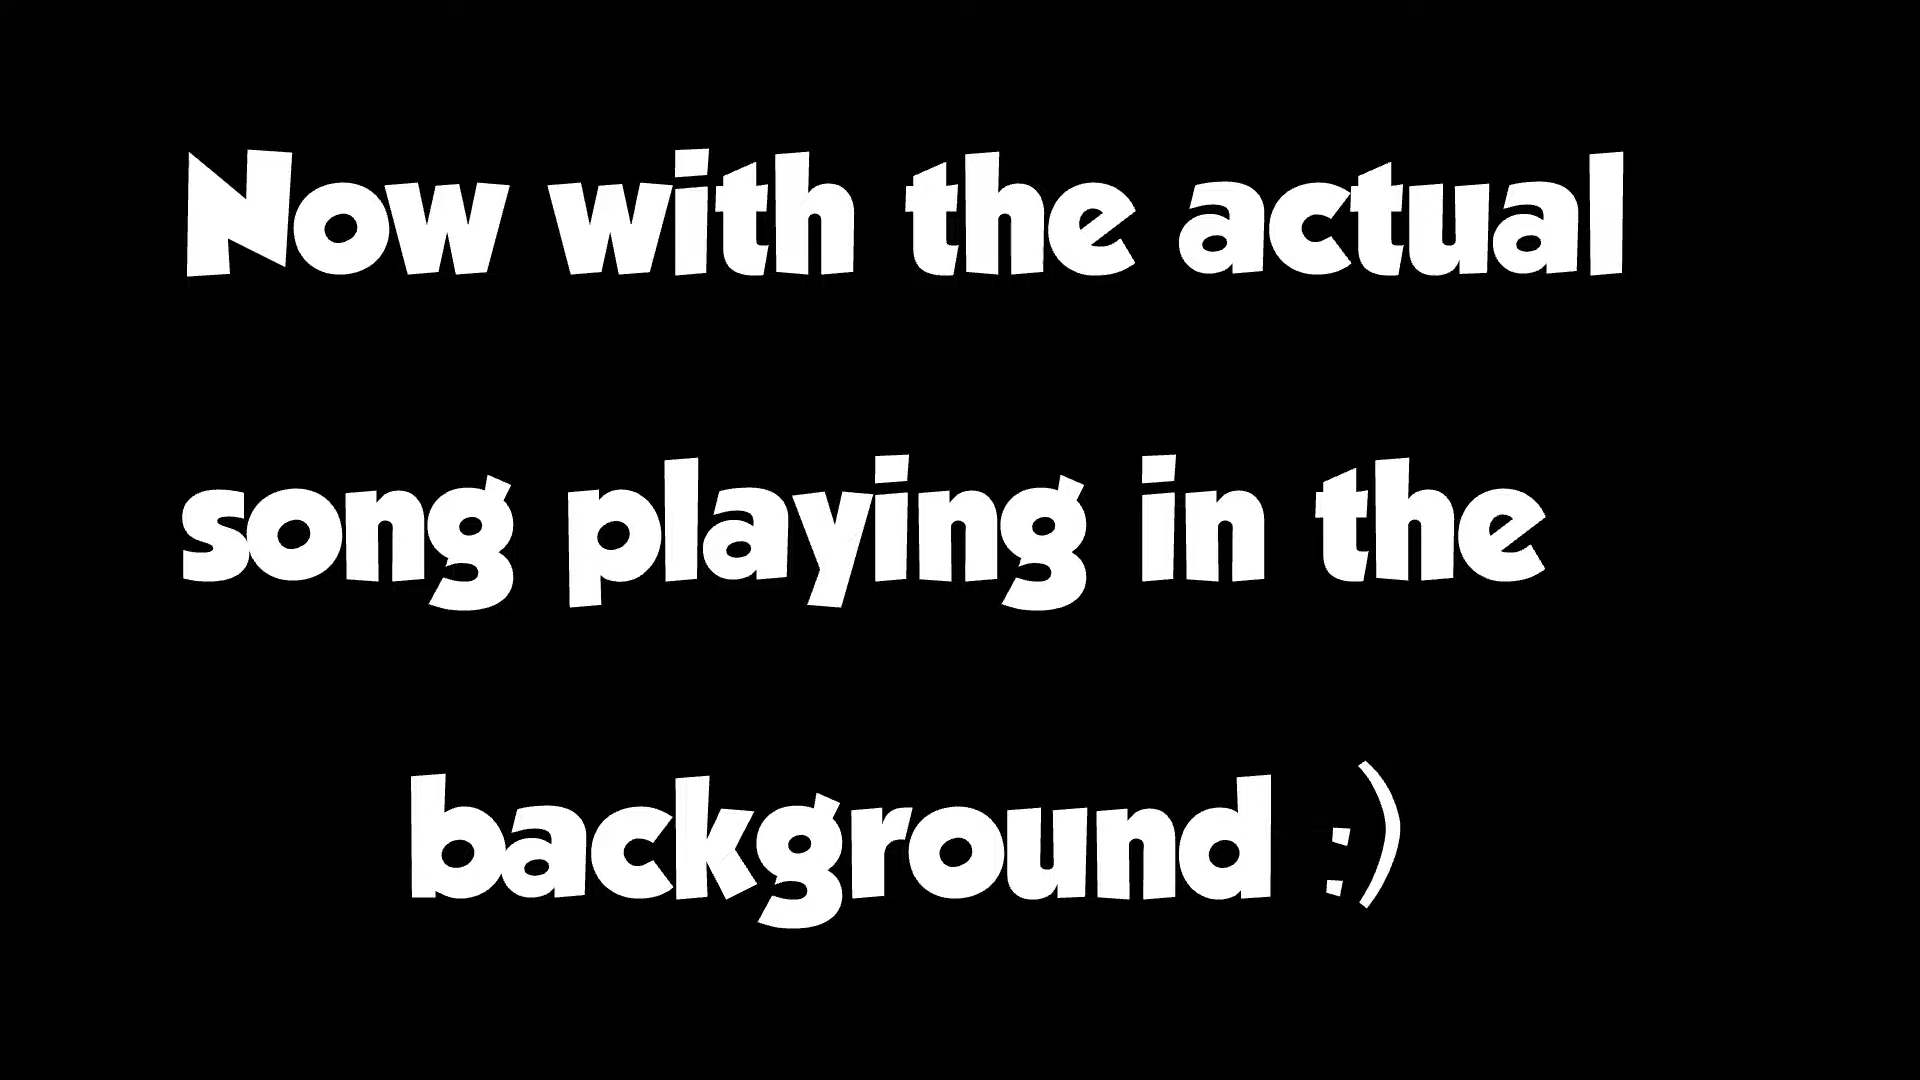 Now with the actual
song playing in the
background :)